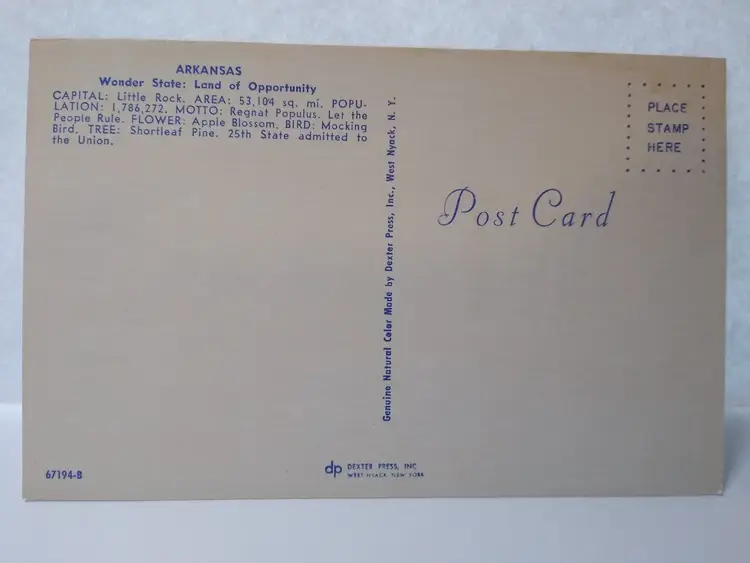 ARKANSAS
Wonder State: Land of Opportunity
CAPITAL: Little Rock. AREA: 53,104 sq. mi. POPU-
LATION: 1,786,272. MOTTO: Regnat Populus. Let the
People Rule. FLOWER: Apple Blossom. BIRD: Mocking
Bird. TREE: Shortleaf Pine. 25th State admitted to
the Union.
67194-B
Genuine Natural Color Made by Dexter Press, Inc., West Nyack, N. Y.
dp DEXTER PRESS, INC
WEST NYACK, NEW YORK
PLACE
STAMP
HERE
Post Card